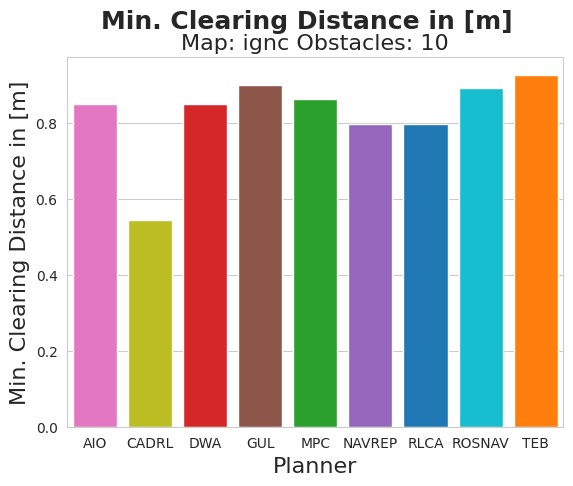 Min. Clearing Distance in [m]
Map: ignc Obstacles: 10
Min. Clearing Distance in [m]
0.8
0.6
0.4
0.2
0.0
AIO CADRL DWA GUL MPC NAVREP RLCA ROSNAV TEB
Planner